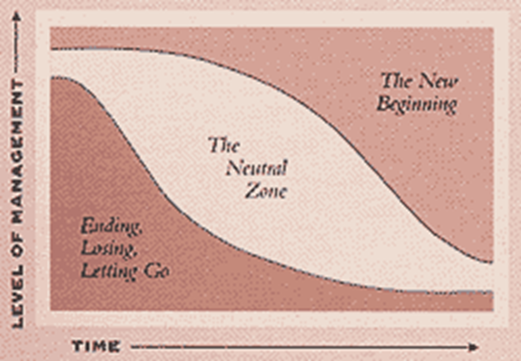 LEVEL OF MANAGEMENT
The New
Beginning
The
Neutral
Zone
Ending,
Losing,
Letting Go
TIME